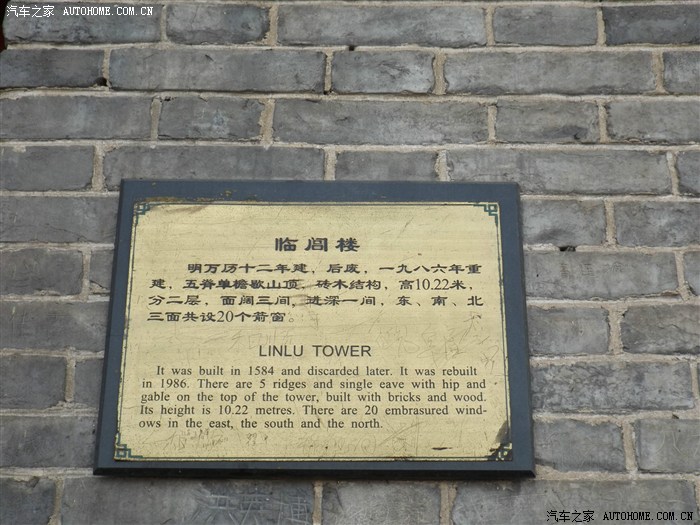 汽车之家 AUTOHOME.COM.CN
临闾楼
明万历十二年建，后废，一九八六年重
建，五脊单檐歇山顶，砖木结构，高10.22米，
分二层，面阔三间，进深一间，东、南、北
三面共设20个箭窗。
LINLU TOWER
It was built in 1584 and discarded later. It was rebuilt
in 1986. There are 5 ridges and single eave with hip and
gable on the top of the tower, built with bricks and wood.
Its height is 10.22 metres. There are 20 embrasured wind-
ows in the east, the south and the north.
汽车之家 AUTOHOME.COM.CN